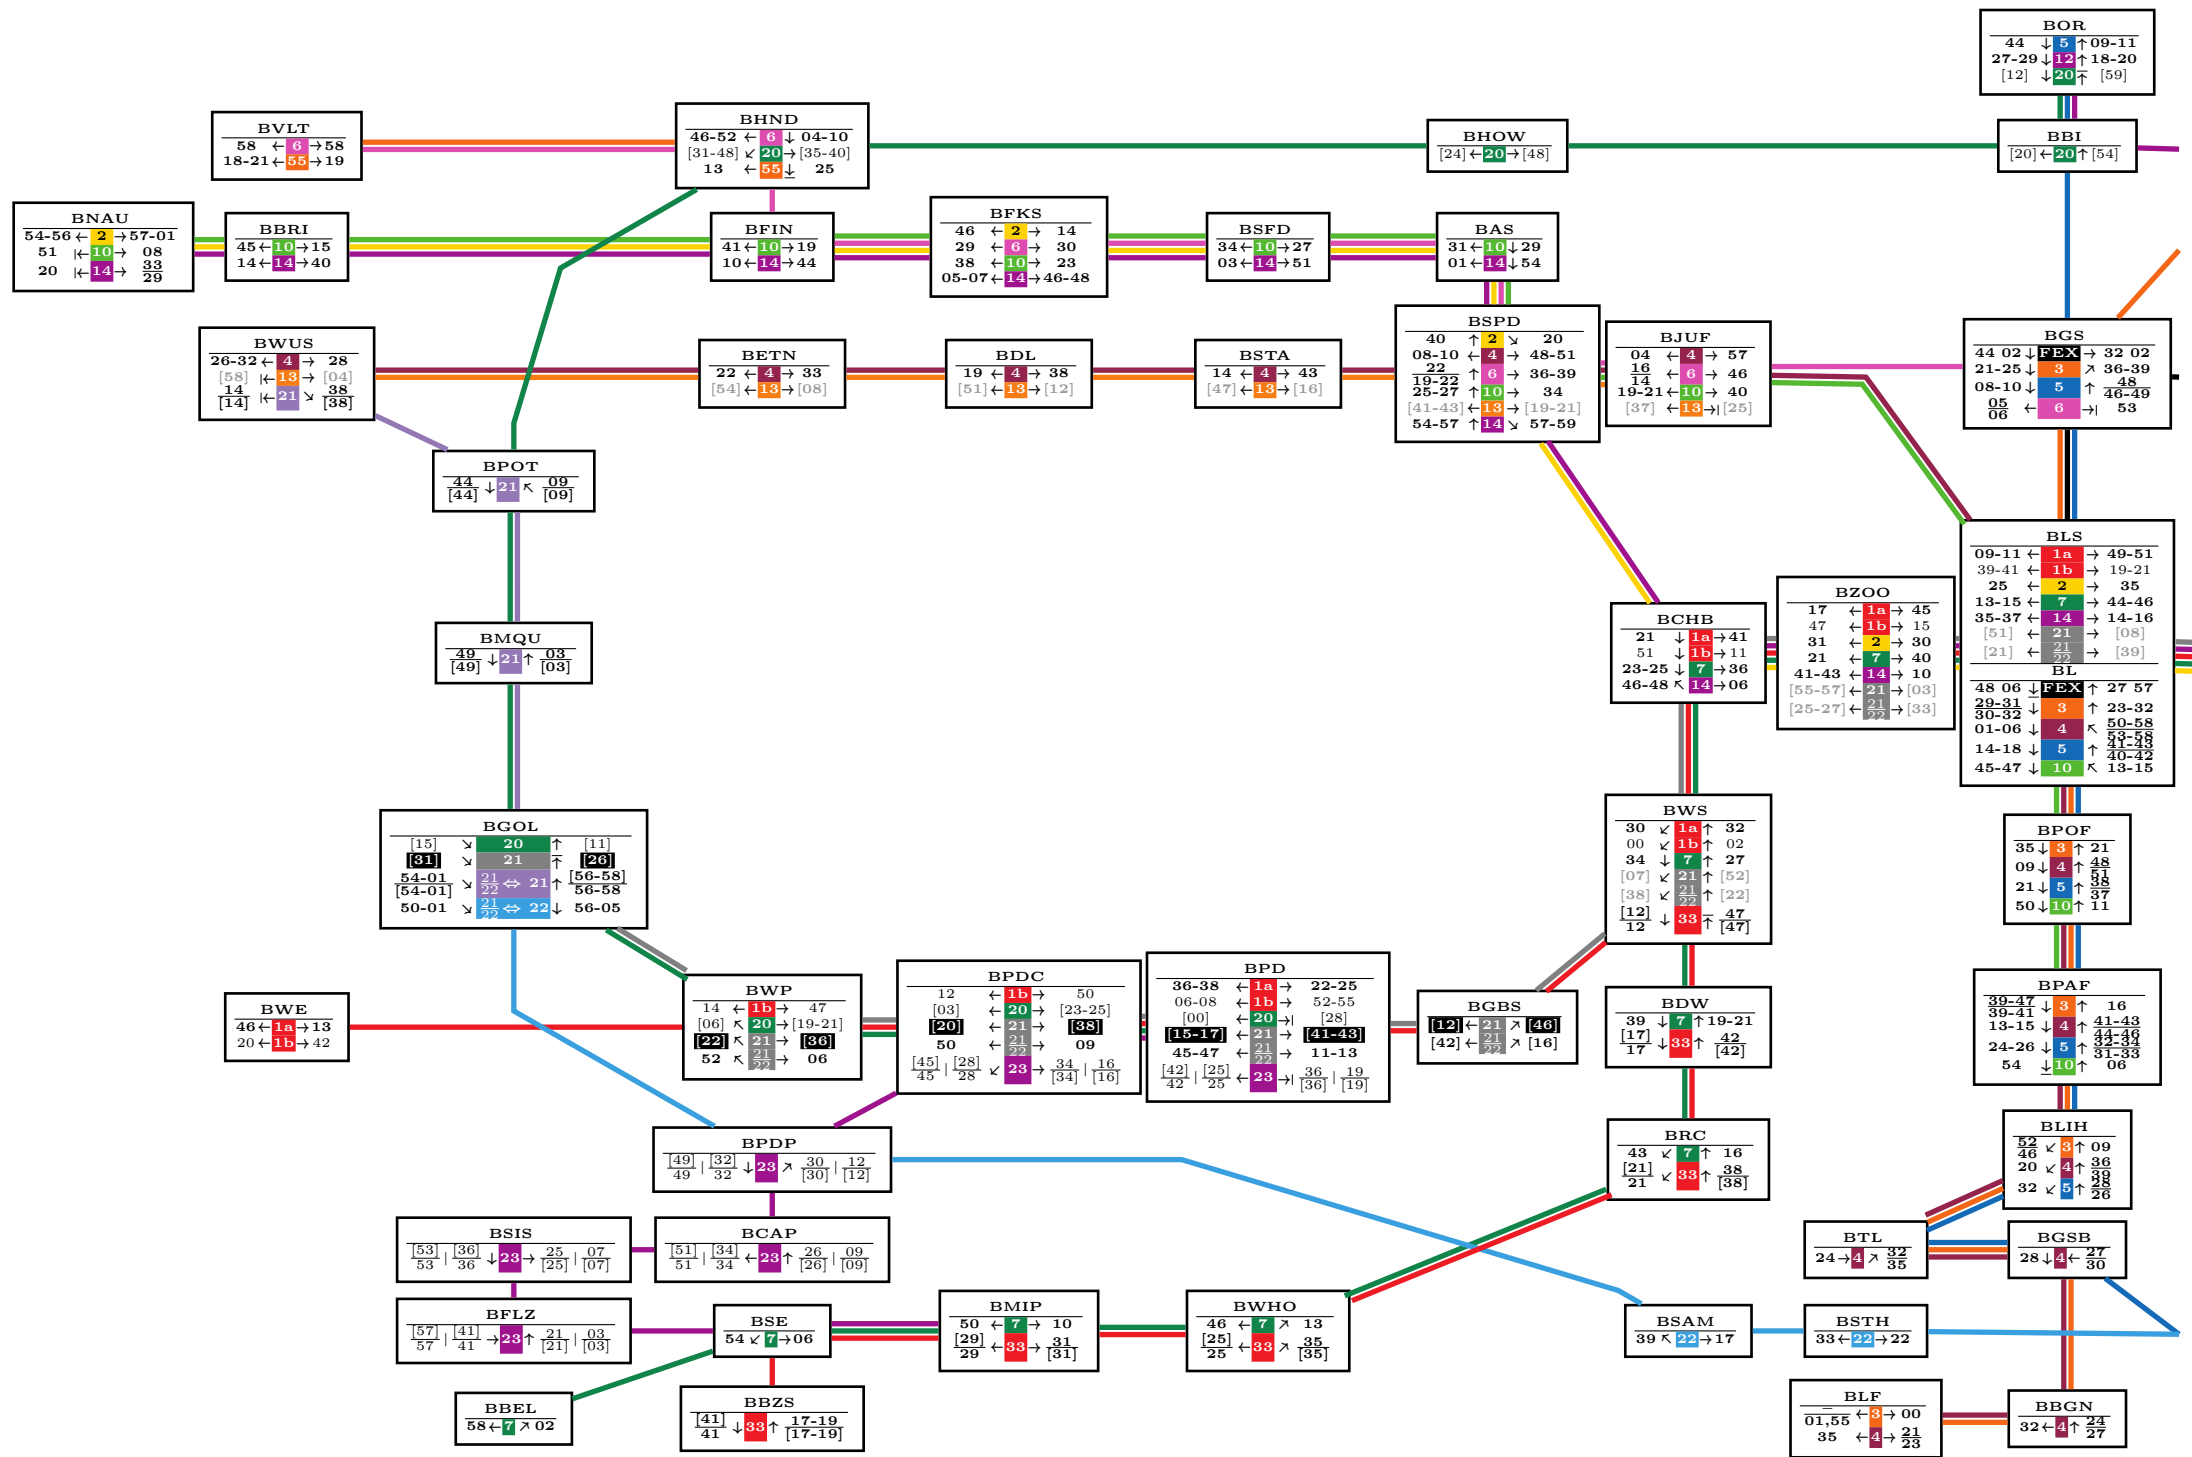 BOR
44 ↓ 5 ↑ 09-11
27-29 ↓ 12 ↑ 18-20
[12] ↓ 20 ↑ [59]
BVLT
58 ← 6 → 58
18-21 ← 55 → 19
BHND
46-52 ← 6 ↓ 04-10
[31-48] ↙ 20 → [35-40]
13 ← 55 ↓ 25
BHOW
[24] ← 20 → [48]
BBI
[20] ← 20 ↑ [54]
BNAU
54-56 ← 2 → 57-01
51 |← 10 → 08
20 |← 14 → 33/29
BBRI
45 ← 10 → 15
14 ← 14 → 40
BFIN
41 ← 10 → 19
10 ← 14 → 44
BFKS
46 ← 2 → 14
29 ← 6 → 30
38 ← 10 → 23
05-07 ← 14 → 46-48
BSFD
34 ← 10 → 27
03 ← 14 → 51
BAS
31 ← 10 ↓ 29
01 ← 14 ↓ 54
BWUS
26-32 ← 4 → 28
[58] |← 13 → [04]
14/[14] |← 21 ↘ 38/[38]
BETN
22 ← 4 → 33
[54] ← 13 → [08]
BDL
19 ← 4 → 38
[51] ← 13 → [12]
BSTA
14 ← 4 → 43
[47] ← 13 → [16]
BSPD
40 ↑ 2 ↘ 20
08-10 ← 4 → 48-51
22/19-22 ↑ 6 → 36-39
25-27 ↑ 10 → 34
[41-43] ← 13 → [19-21]
54-57 ↑ 14 ↘ 57-59
BJUF
04 ← 4 → 57
16/14 ← 6 → 46
19-21 ← 10 → 40
[37] ← 13 →| [25]
BGS
44 02 ↓ FEX → 32 02
21-25 ↓ 3 ↗ 36-39
08-10 ↓ 5 ↑ 48/46-49
05/06 ← 6 →| 53
BPOT
44/[44] ↓ 21 ↖ 09/[09]
BLS
09-11 ← 1a → 49-51
39-41 ← 1b → 19-21
25 ← 2 → 35
13-15 ← 7 → 44-46
35-37 ← 14 → 14-16
[51] ← 21 → [08]
[21] ← 21/22 → [39]
BL
48 06 ↓ FEX ↑ 27 57
29-31/30-32 ↓ 3 ↑ 23-32
01-06 ↓ 4 ↖ 50-58/53-58
14-18 ↓ 5 ↑ 41-43/40-42
45-47 ↓ 10 ↖ 13-15
BZOO
17 ← 1a → 45
47 ← 1b → 15
31 ← 2 → 30
21 ← 7 → 40
41-43 ← 14 → 10
[55-57] ← 21 → [03]
[25-27] ← 21/22 → [33]
BCHB
21 ↓ 1a → 41
51 ↓ 1b → 11
23-25 ↓ 7 → 36
46-48 ↖ 14 → 06
BMQU
49/[49] ↓ 21 ↑ 03/[03]
BWS
30 ↙ 1a ↑ 32
00 ↙ 1b ↑ 02
34 ↓ 7 ↑ 27
[07] ↙ 21 ↑ [52]
[38] ↙ 21/22 ↑ [22]
[12]/12 ↓ 33 ↑ 47/[47]
BGOL
[15] ↘ 20 ↑ [11]
[31] ↘ 21 ↑ [26]
54-01/[54-01] ↘ 21/22 ⇔ 21 ↑ [56-58]/56-58
50-01 ↘ 21/22 ⇔ 22 ↓ 56-05
BPOF
35 ↓ 3 ↑ 21
09 ↓ 4 ↑ 48/51
21 ↓ 5 ↑ 38/37
50 ↓ 10 ↑ 11
BWE
46 ← 1a → 13
20 ← 1b → 42
BWP
14 ← 1b → 47
[06] ↖ 20 → [19-21]
[22] ↖ 21 → [36]
52 ↖ 21/22 → 06
BPDC
12 ← 1b → 50
[03] ← 20 → [23-25]
[20] ← 21 → [38]
50 ← 21/22 → 09
[45]/45 | [28]/28 ↙ 23 → 34/[34] | 16/[16]
BPD
36-38 ← 1a → 22-25
06-08 ← 1b → 52-55
[00] ← 20 →| [28]
[15-17] ← 21 → [41-43]
45-47 ← 21/22 → 11-13
[42]/42 | [25]/25 ← 23 →| 36/[36] | 19/[19]
BGBS
[12] ← 21 ↗ [46]
[42] ← 21/22 ↗ [16]
BDW
39 ↓ 7 ↑ 19-21
[17]/17 ↓ 33 ↑ 42/[42]
BPAF
39-47/39-41 ↓ 3 ↑ 16
13-15 ↓ 4 ↑ 41-43/44-46
24-26 ↓ 5 ↑ 32-34/31-33
54 ↓ 10 ↑ 06
BPDP
[49]/49 | [32]/32 ↓ 23 ↗ 30/[30] | 12/[12]
BRC
43 ↙ 7 ↑ 16
[21]/21 ↙ 33 ↑ 38/[38]
BLIH
52/46 ↙ 3 ↑ 09
20 ↙ 4 ↑ 36/39
32 ↙ 5 ↑ 28/26
BSIS
[53]/53 | [36]/36 ↓ 23 → 25/[25] | 07/[07]
BCAP
[51]/51 | [34]/34 ← 23 ↑ 26/[26] | 09/[09]
BTL
24 → 4 ↗ 32/35
BGSB
28 ↓ 4 ← 27/30
BFLZ
[57]/57 | [41]/41 → 23 ↑ 21/[21] | 03/[03]
BSE
54 ↙ 7 → 06
BMIP
50 ← 7 → 10
[29]/29 ← 33 → 31/[31]
BWHO
46 ← 7 ↗ 13
[25]/25 ← 33 ↗ 35/[35]
BSAM
39 ↖ 22 → 17
BSTH
33 ← 22 → 22
BBEL
58 ← 7 ↗ 02
BBZS
[41]/41 ↓ 33 ↑ 17-19/[17-19]
BLF
–/01,55 ← 3 → 00
35 ← 4 → 21/23
BBGN
32 ← 4 ↑ 24/27